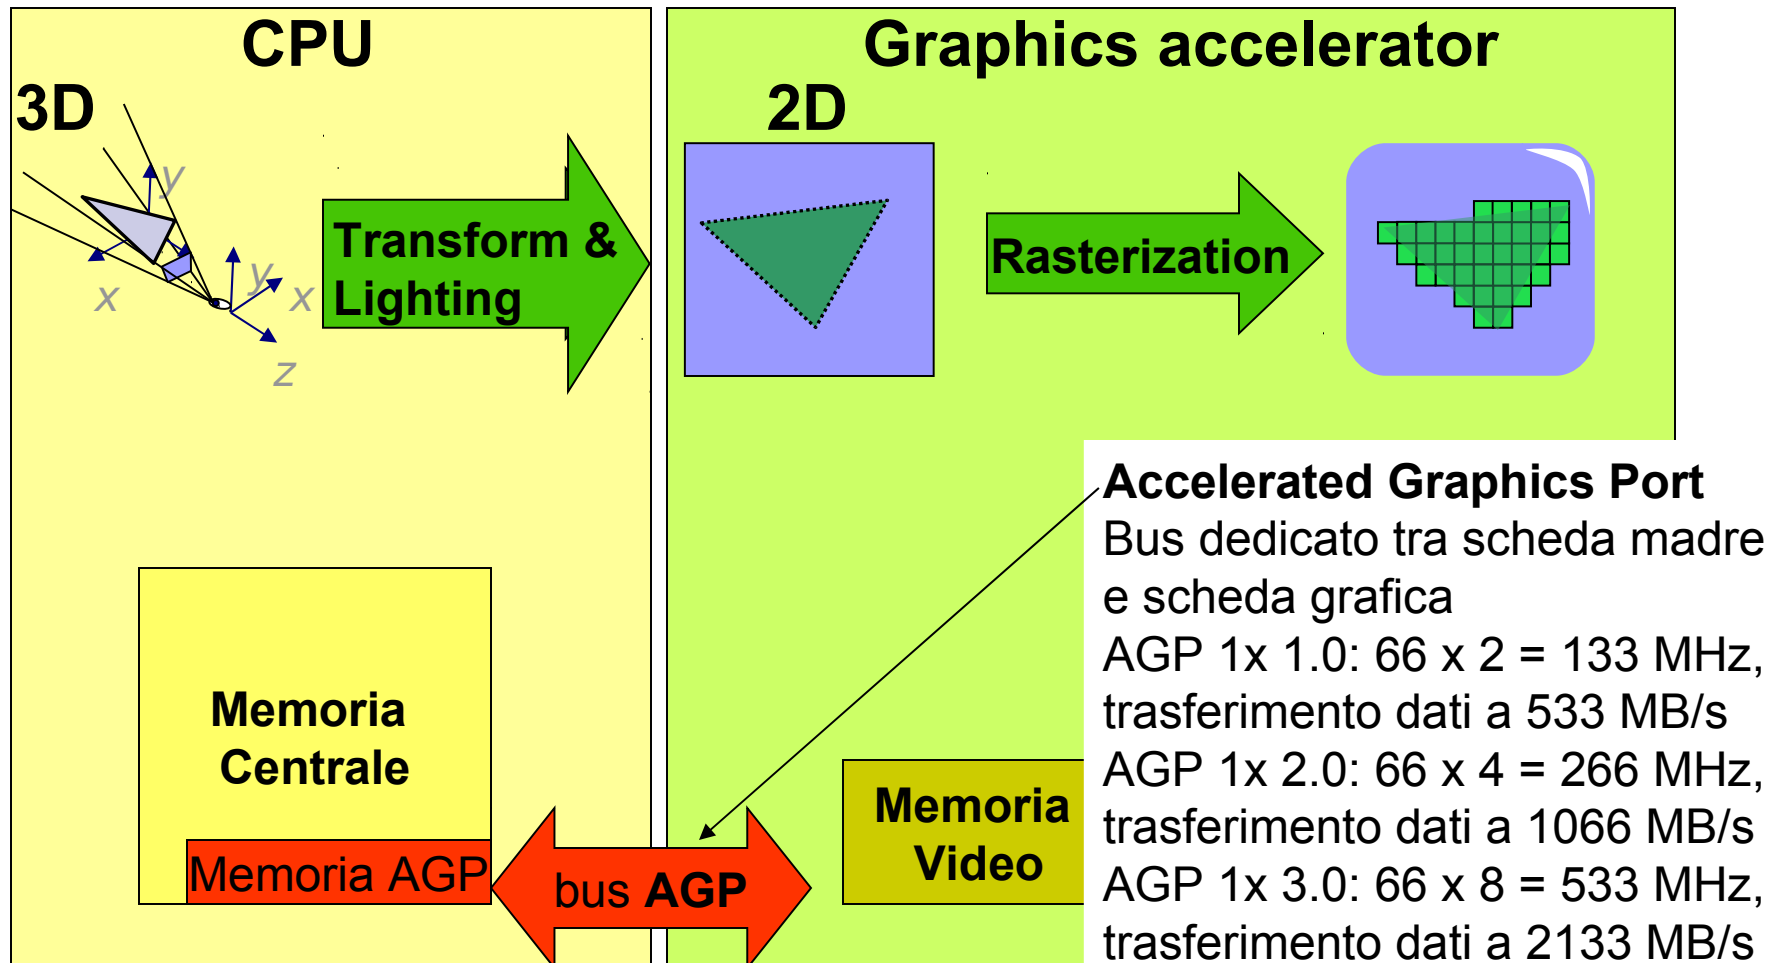 CPU
Graphics accelerator
3D
2D
y
x
y
x
z
Transform &
Lighting
Rasterization
Memoria
Centrale
Memoria AGP
bus AGP
Memoria
Video
Accelerated Graphics Port
Bus dedicato tra scheda madre
e scheda grafica
AGP 1x 1.0: 66 x 2 = 133 MHz,
trasferimento dati a 533 MB/s
AGP 1x 2.0: 66 x 4 = 266 MHz,
trasferimento dati a 1066 MB/s
AGP 1x 3.0: 66 x 8 = 533 MHz,
trasferimento dati a 2133 MB/s